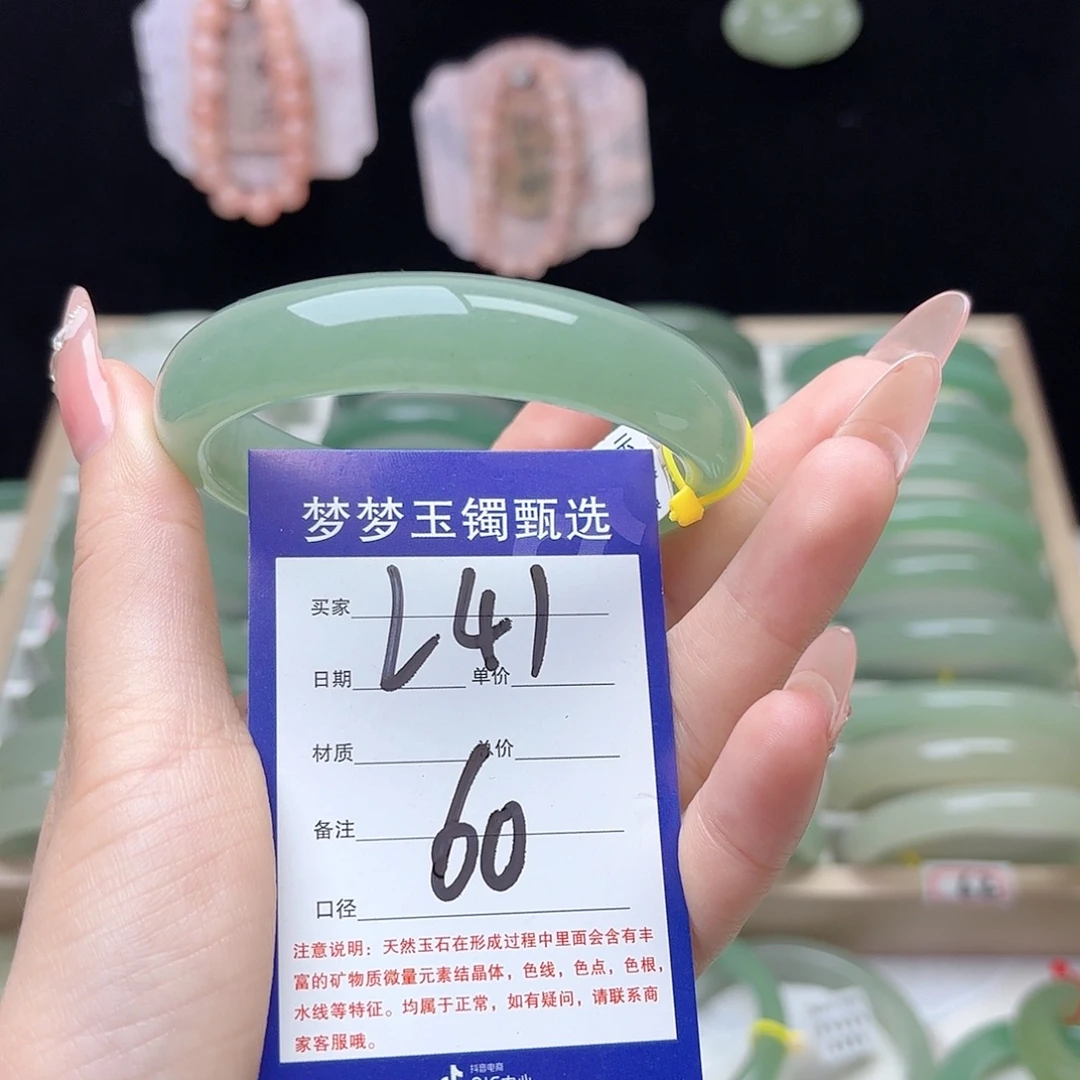 梦梦玉镯甄选
买家 L41
日期 单价
材质 总价
备注 60
口径
注意说明：天然玉石在形成过程中里面会含有丰
富的矿物质微量元素结晶体，色线，色点，色根，
水线等特征。均属于正常，如有疑问，请联系商
家客服哦。
抖音电商